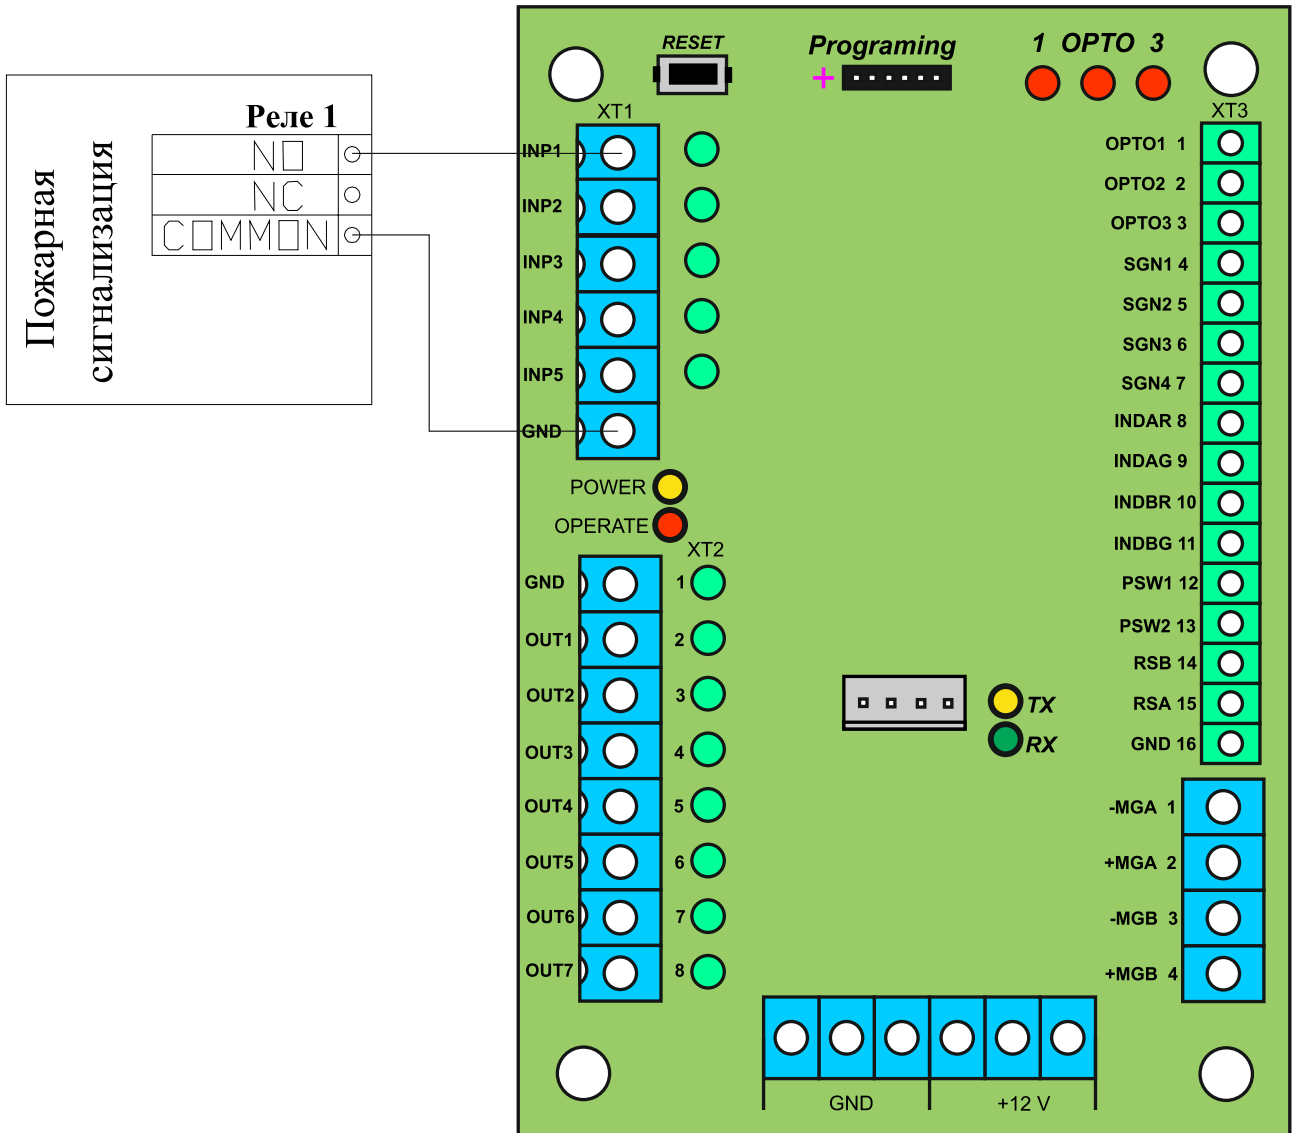 Пожарная
сигнализация
Реле 1
NO
NC
COMMON
RESET
Programing
+
1 OPTO 3
XT1
INP1
INP2
INP3
INP4
INP5
GND
POWER
OPERATE
XT2
GND 1
OUT1 2
OUT2 3
OUT3 4
OUT4 5
OUT5 6
OUT6 7
OUT7 8
TX
RX
XT3
OPTO1 1
OPTO2 2
OPTO3 3
SGN1 4
SGN2 5
SGN3 6
SGN4 7
INDAR 8
INDAG 9
INDBR 10
INDBG 11
PSW1 12
PSW2 13
RSB 14
RSA 15
GND 16
-MGA 1
+MGA 2
-MGB 3
+MGB 4
GND
+12 V